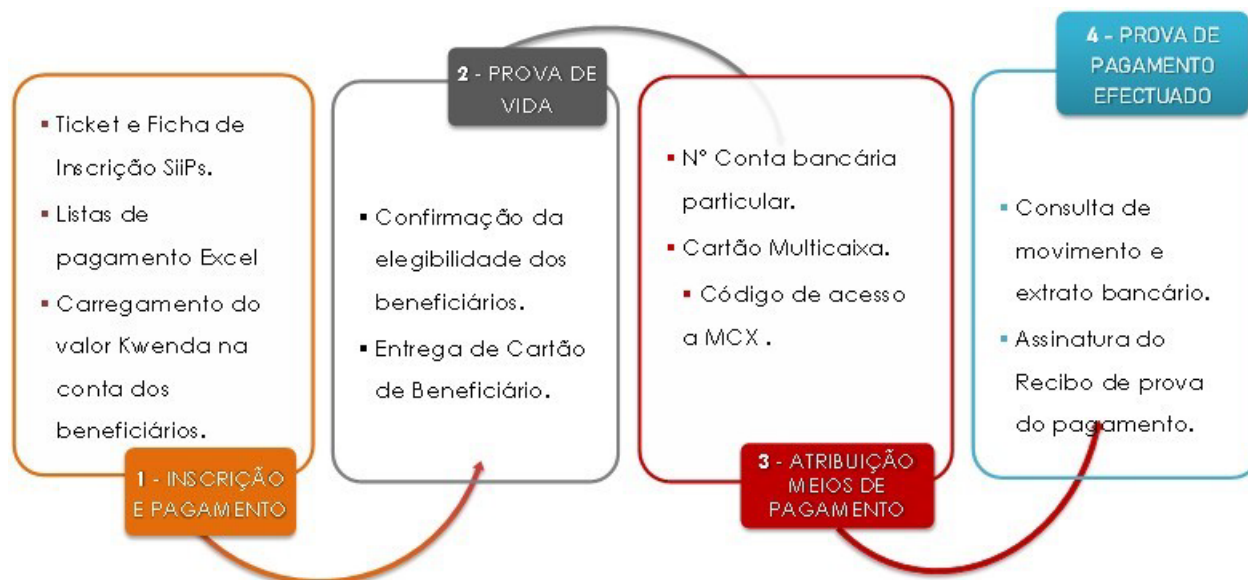 ▪ Ticket e Ficha de
Inscrição SiiPs.
▪ Listas de
pagamento Excel
▪ Carregamento do
valor Kwenda na
conta dos
beneficiários.
1 - INSCRIÇÃO
E PAGAMENTO
2 - PROVA DE
VIDA
▪ Confirmação da
elegibilidade dos
beneficiários.
▪ Entrega de Cartão
de Beneficiário.
▪ Nº Conta bancária
particular.
▪ Cartão Multicaixa.
▪ Código de acesso
a MCX .
3 - ATRIBUIÇÃO
MEIOS DE
PAGAMENTO
4 - PROVA DE
PAGAMENTO
EFECTUADO
▪ Consulta de
movimento e
extrato bancário.
▪ Assinatura do
Recibo de prova
do pagamento.